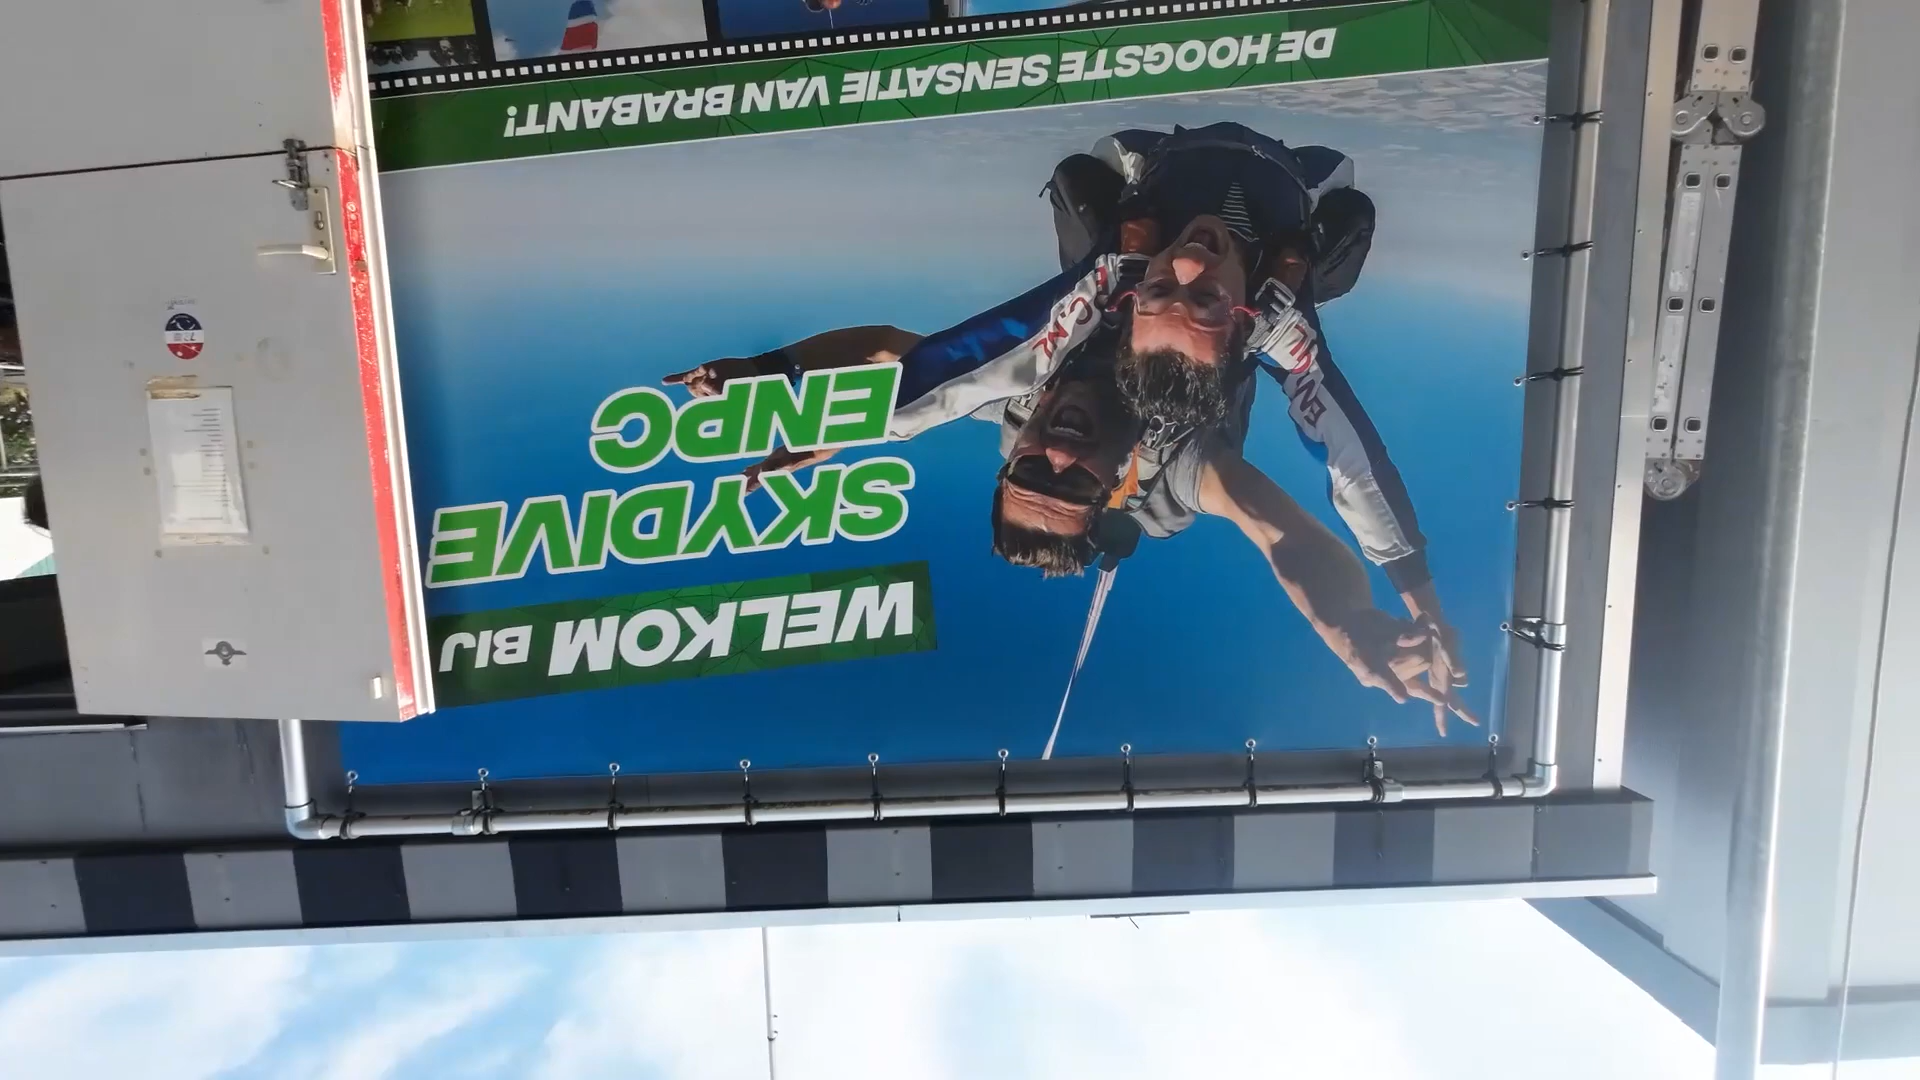 WELKOM BIJ
SKYDIVE
ENPC
DE HOOGSTE SENSATIE VAN BRABANT!